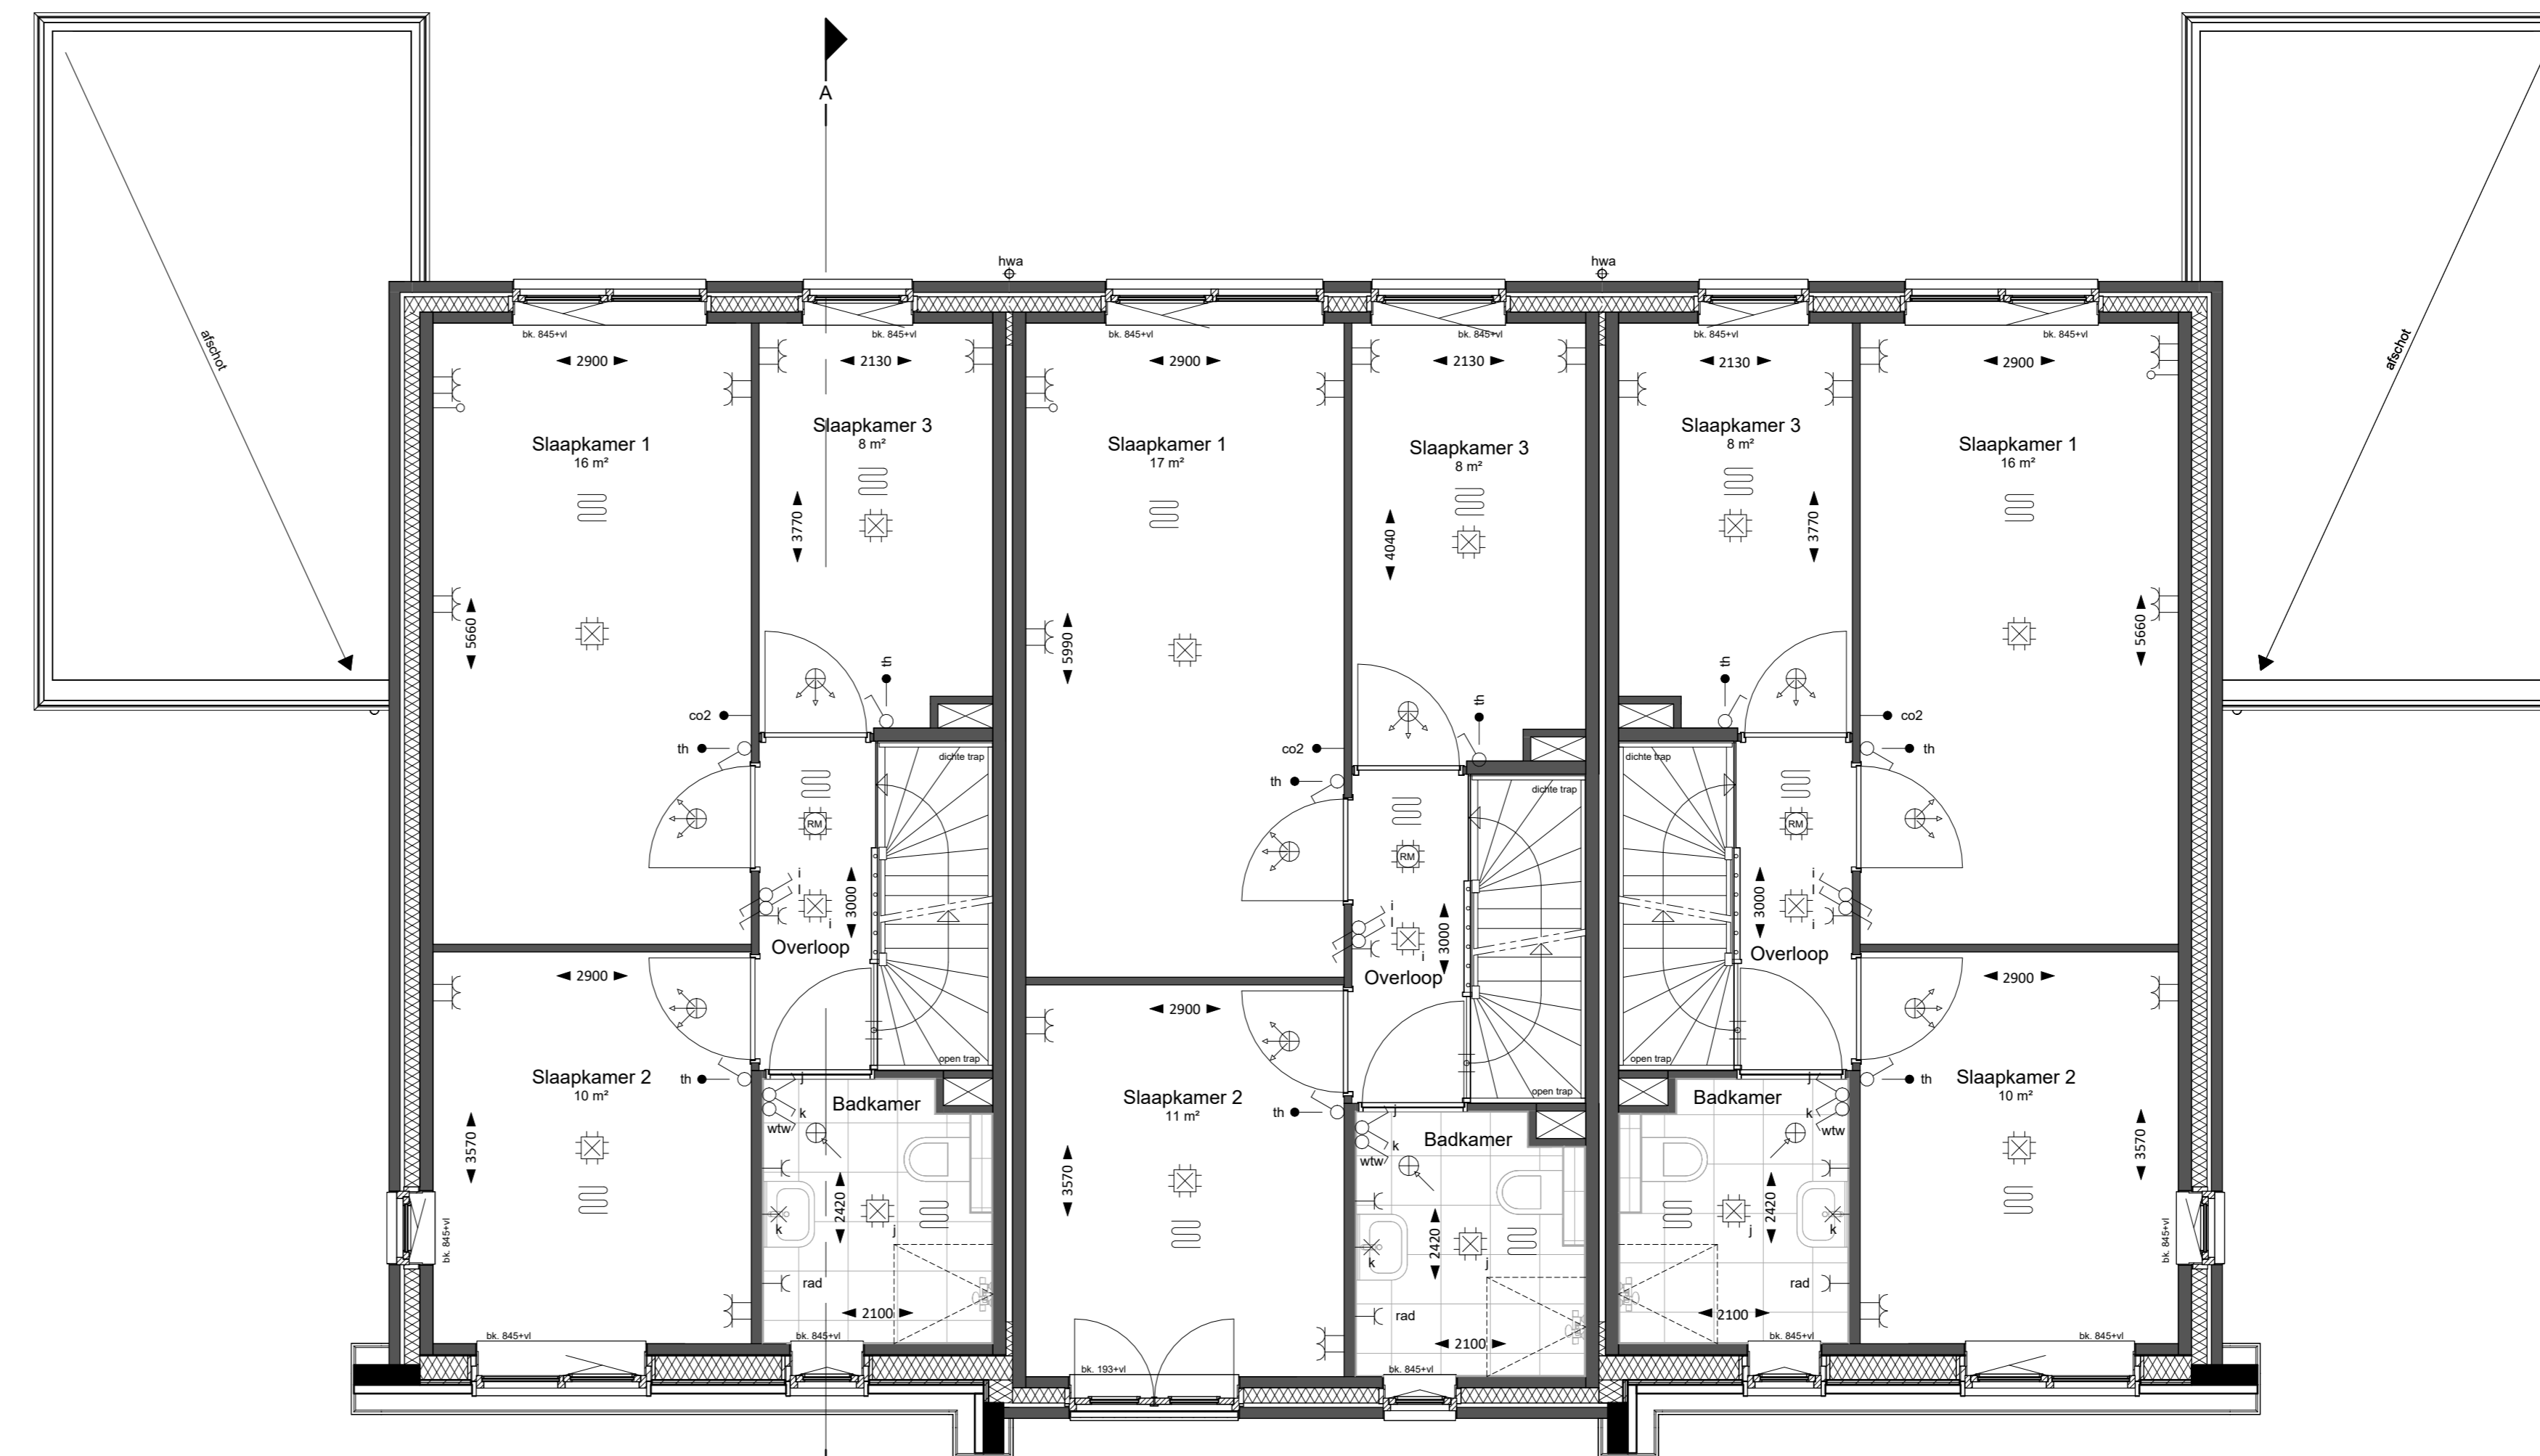 A
hwa
hwa
afschot
afschot
bk. 845+vl
bk. 845+vl
bk. 845+vl
bk. 845+vl
bk. 845+vl
bk. 845+vl
2900
2130
2900
2130
2130
2900
Slaapkamer 1
16 m²
Slaapkamer 3
8 m²
Slaapkamer 1
17 m²
Slaapkamer 3
8 m²
Slaapkamer 3
8 m²
Slaapkamer 1
16 m²
3770
4040
3770
5660
5990
5660
th
th
th
co2
th
co2
th
co2
th
dichte trap
dichte trap
dichte trap
RM
RM
RM
i
l
i
3000
Overloop
i
l
i
3000
Overloop
i
l
i
3000
Overloop
2900
2900
2900
open trap
open trap
open trap
Slaapkamer 2
10 m²
th
Slaapkamer 2
11 m²
th
Slaapkamer 2
10 m²
th
j
k
wtw
Badkamer
j
k
wtw
Badkamer
j
k
wtw
Badkamer
3570
3570
3570
2420
k
j
2420
k
j
2420
k
j
bk. 845+vl
bk. 845+vl
rad
rad
rad
2100
2100
2100
bk. 845+vl
bk. 845+vl
bk. 193+vl
bk. 845+vl
bk. 845+vl
bk. 845+vl